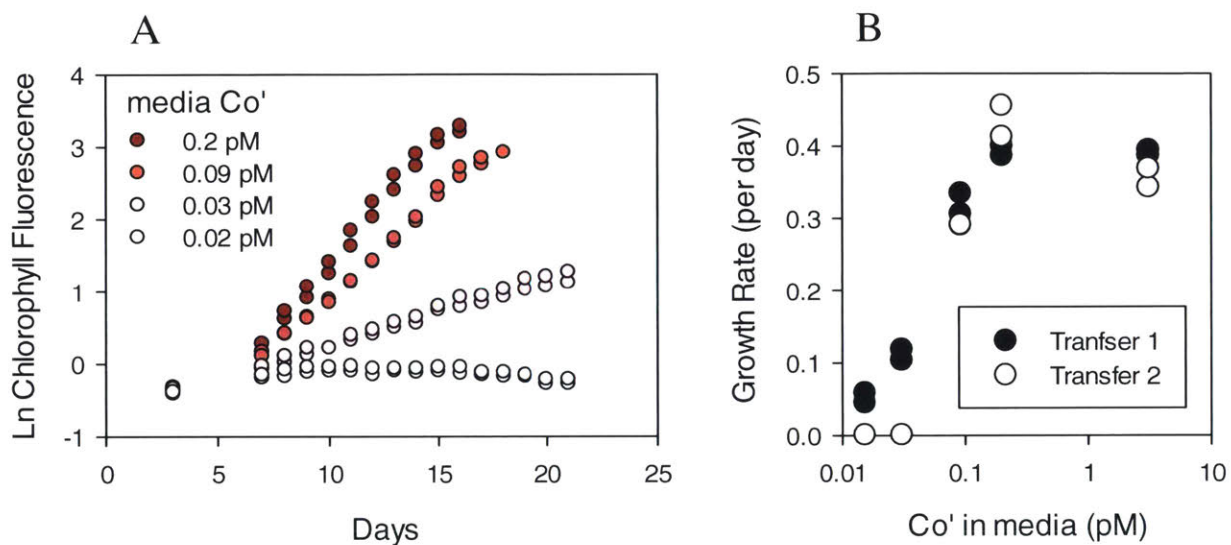 A
Ln Chlorophyll Fluorescence
4
3
2
1
0
-1
media Co'
0.2 pM
0.09 pM
0.03 pM
0.02 pM
0 5 10 15 20 25
Days
B
Growth Rate (per day)
0.5
0.4
0.3
0.2
0.1
0.0
Tranfser 1
Transfer 2
0.01 0.1 1 10
Co' in media (pM)